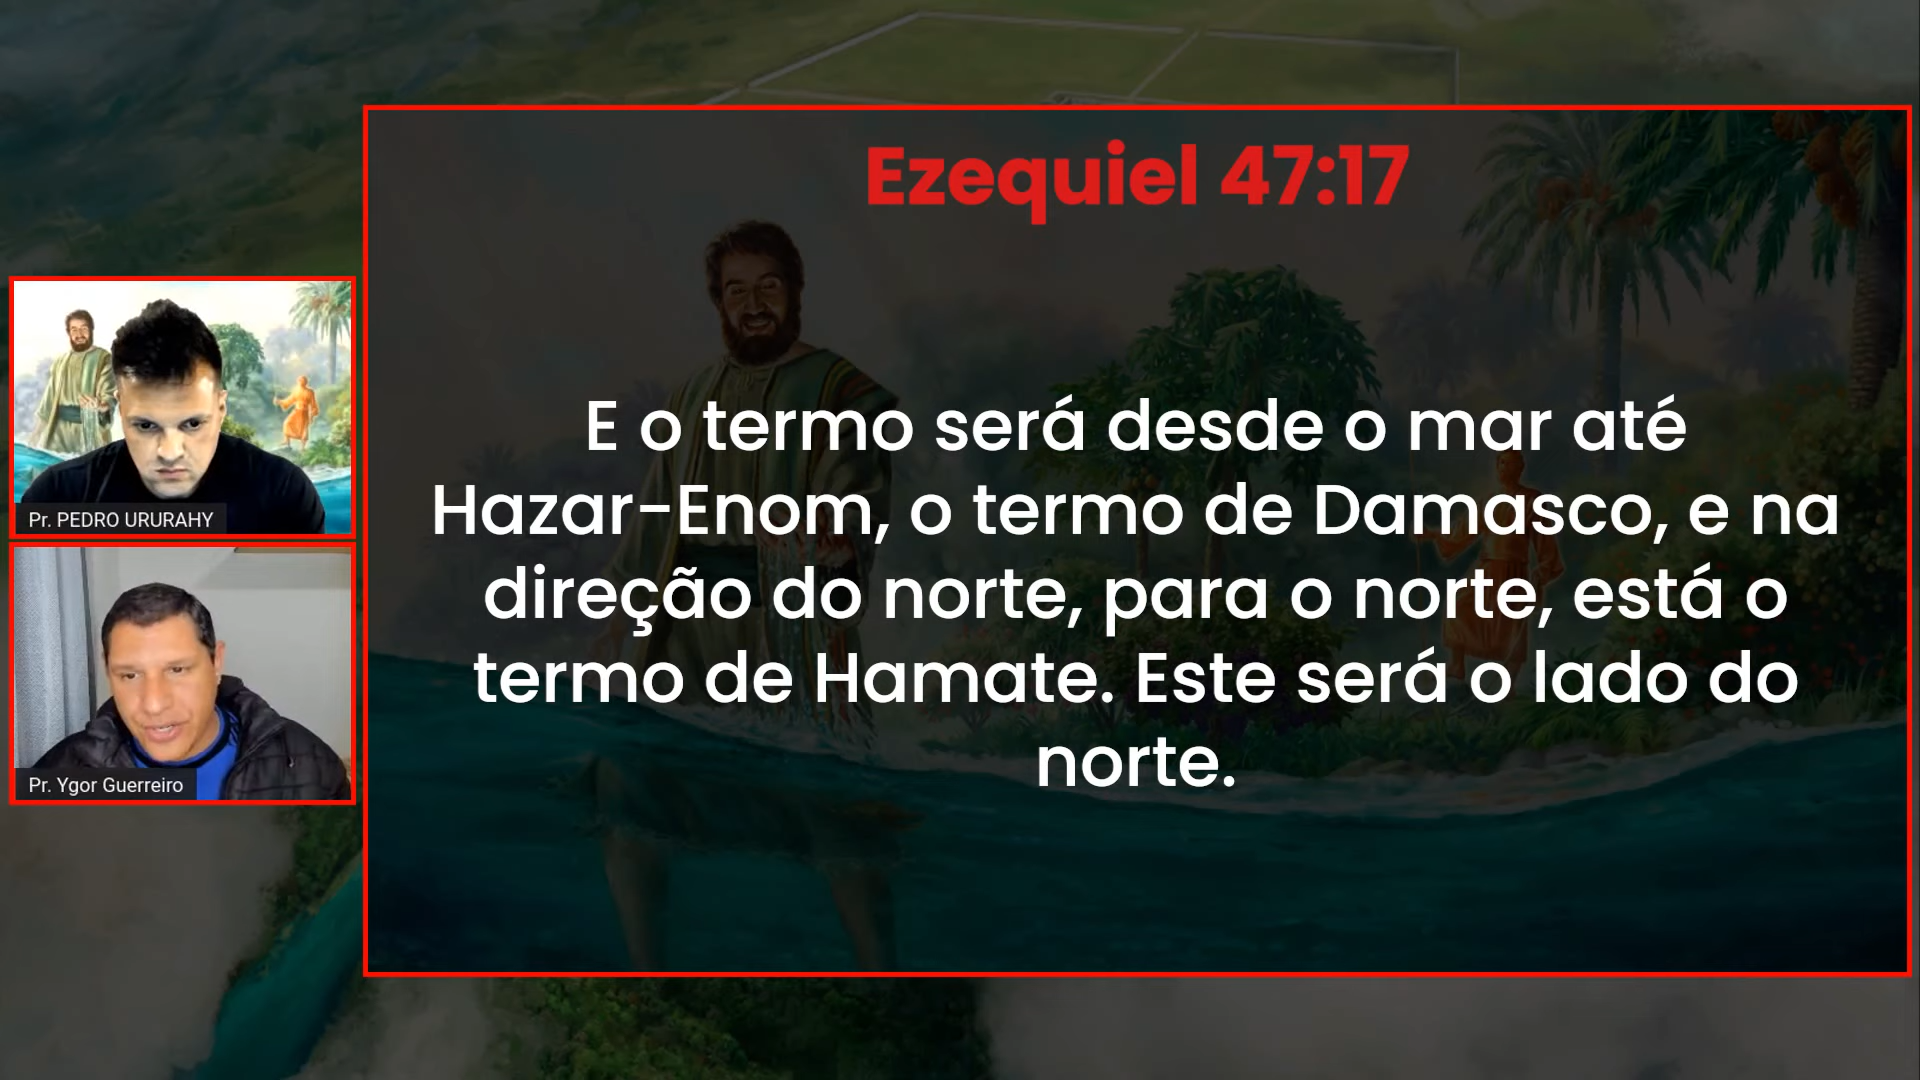 Ezequiel 47:17
E o termo será desde o mar até
Hazar-Enom, o termo de Damasco, e na
direção do norte, para o norte, está o
termo de Hamate. Este será o lado do
norte.
Pr. PEDRO URURAHY
Pr. Ygor Guerreiro